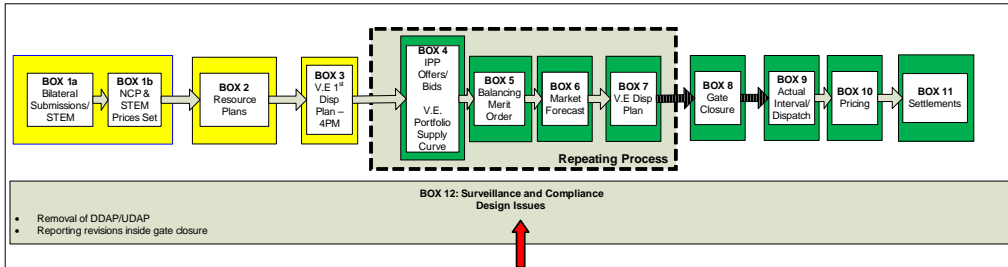 BOX 1a
Bilateral
Submissions/
STEM
BOX 1b
NCP &
STEM
Prices Set
BOX 2
Resource
Plans
BOX 3
V.E 1st
Disp
Plan –
4PM
BOX 4
IPP
Offers/
Bids
V.E.
Portfolio
Supply
Curve
BOX 5
Balancing
Merit
Order
BOX 6
Market
Forecast
BOX 7
V.E Disp
Plan
Repeating Process
BOX 8
Gate
Closure
BOX 9
Actual
Interval/
Dispatch
BOX 10
Pricing
BOX 11
Settlements
BOX 12: Surveillance and Compliance
Design Issues
• Removal of DDAP/UDAP
• Reporting revisions inside gate closure